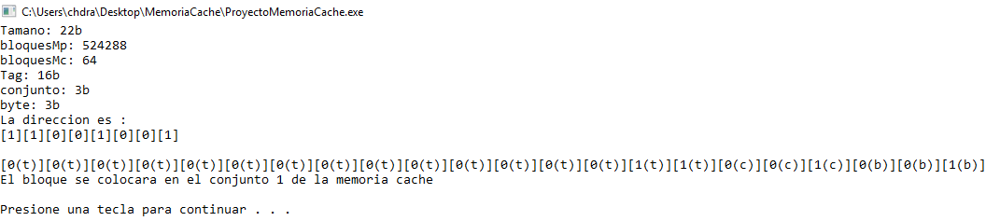 C:\Users\chdra\Desktop\MemoriaCache\ProyectoMemoriaCache.exe
Tamano: 22b
bloquesMp: 524288
bloquesMc: 64
Tag: 16b
conjunto: 3b
byte: 3b
La direccion es :
[1][1][0][0][1][0][0][1]
[0(t)][0(t)][0(t)][0(t)][0(t)][0(t)][0(t)][0(t)][0(t)][0(t)][0(t)][0(t)][0(t)][0(t)][1(t)][1(t)][0(c)][0(c)][1(c)][0(b)][0(b)][1(b)]
El bloque se colocara en el conjunto 1 de la memoria cache
Presione una tecla para continuar . . .